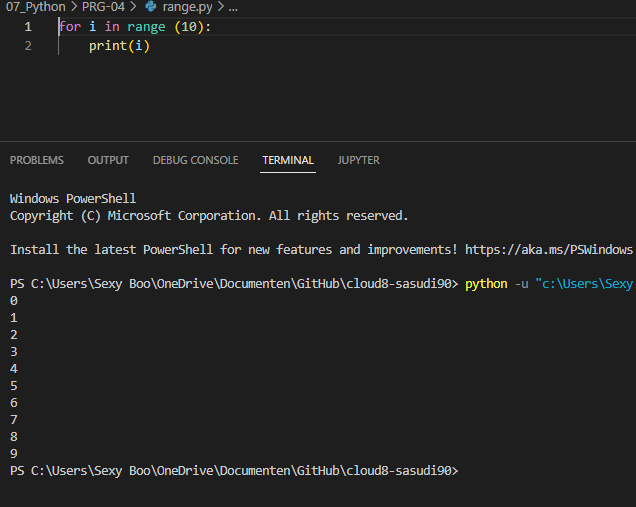 07_Python > PRG-04 > range.py > ...
1 for i in range (10):
2 print(i)
PROBLEMS OUTPUT DEBUG CONSOLE TERMINAL JUPYTER
Windows PowerShell
Copyright (C) Microsoft Corporation. All rights reserved.
Install the latest PowerShell for new features and improvements! https://aka.ms/PSWindows
PS C:\Users\Sexy Boo\OneDrive\Documenten\GitHub\cloud8-sasudi90> python -u "c:\Users\Sexy
0
1
2
3
4
5
6
7
8
9
PS C:\Users\Sexy Boo\OneDrive\Documenten\GitHub\cloud8-sasudi90>